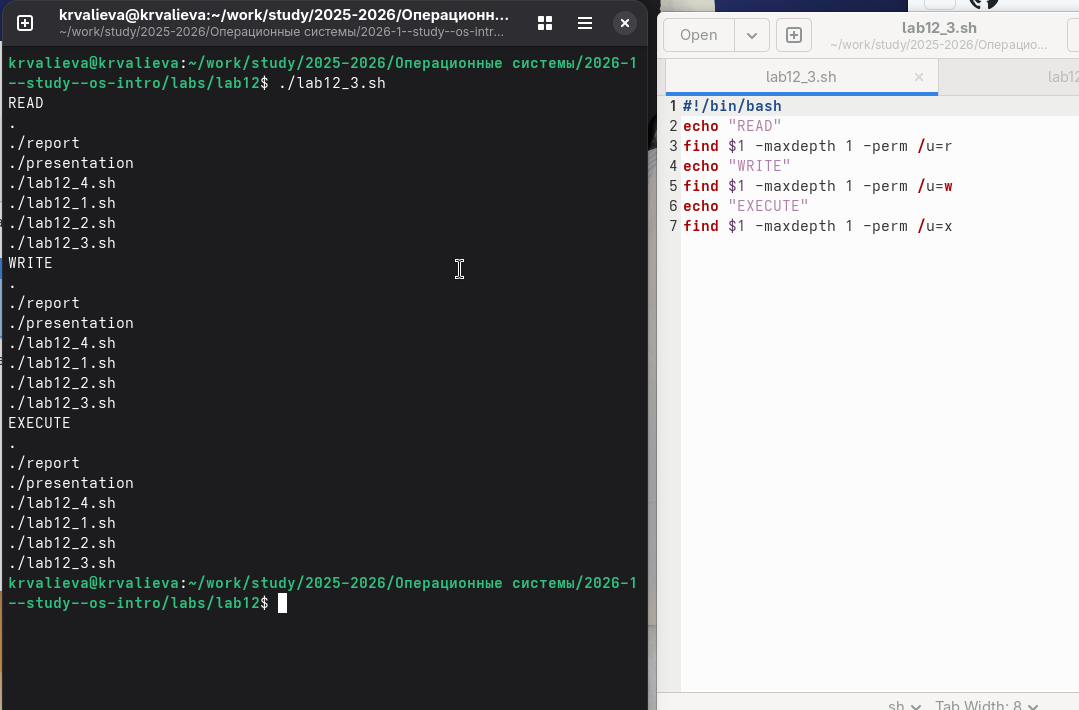 krvalieva@krvalieva:~/work/study/2025-2026/Операционн...
~/work/study/2025-2026/Операционные системы/2026-1--study--os-intr...
krvalieva@krvalieva:~/work/study/2025-2026/Операционные системы/2026-1
--study--os-intro/labs/lab12$ ./lab12_3.sh
READ
.
./report
./presentation
./lab12_4.sh
./lab12_1.sh
./lab12_2.sh
./lab12_3.sh
WRITE
.
./report
./presentation
./lab12_4.sh
./lab12_1.sh
./lab12_2.sh
./lab12_3.sh
EXECUTE
.
./report
./presentation
./lab12_4.sh
./lab12_1.sh
./lab12_2.sh
./lab12_3.sh
krvalieva@krvalieva:~/work/study/2025-2026/Операционные системы/2026-1
--study--os-intro/labs/lab12$
Open
lab12_3.sh
~/work/study/2025-2026/Операцио...
lab12_3.sh
lab12
1 #!/bin/bash
2 echo "READ"
3 find $1 -maxdepth 1 -perm /u=r
4 echo "WRITE"
5 find $1 -maxdepth 1 -perm /u=w
6 echo "EXECUTE"
7 find $1 -maxdepth 1 -perm /u=x
sh Tab Width: 8